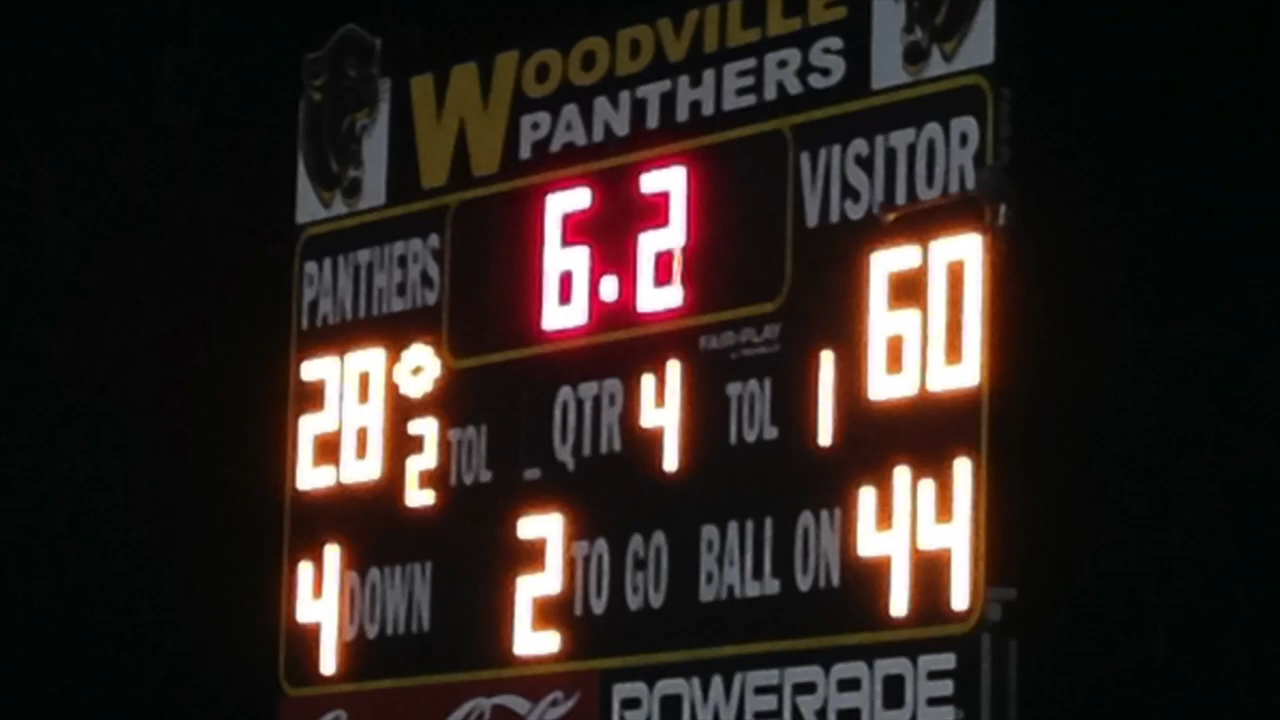 WOODVILLE
PANTHERS
VISITOR
6.2
PANTHERS
60
28
FAIR-PLAY
2 TOL QTR 4 TOL 1
4 DOWN 2 TO GO BALL ON 44
POWERADE